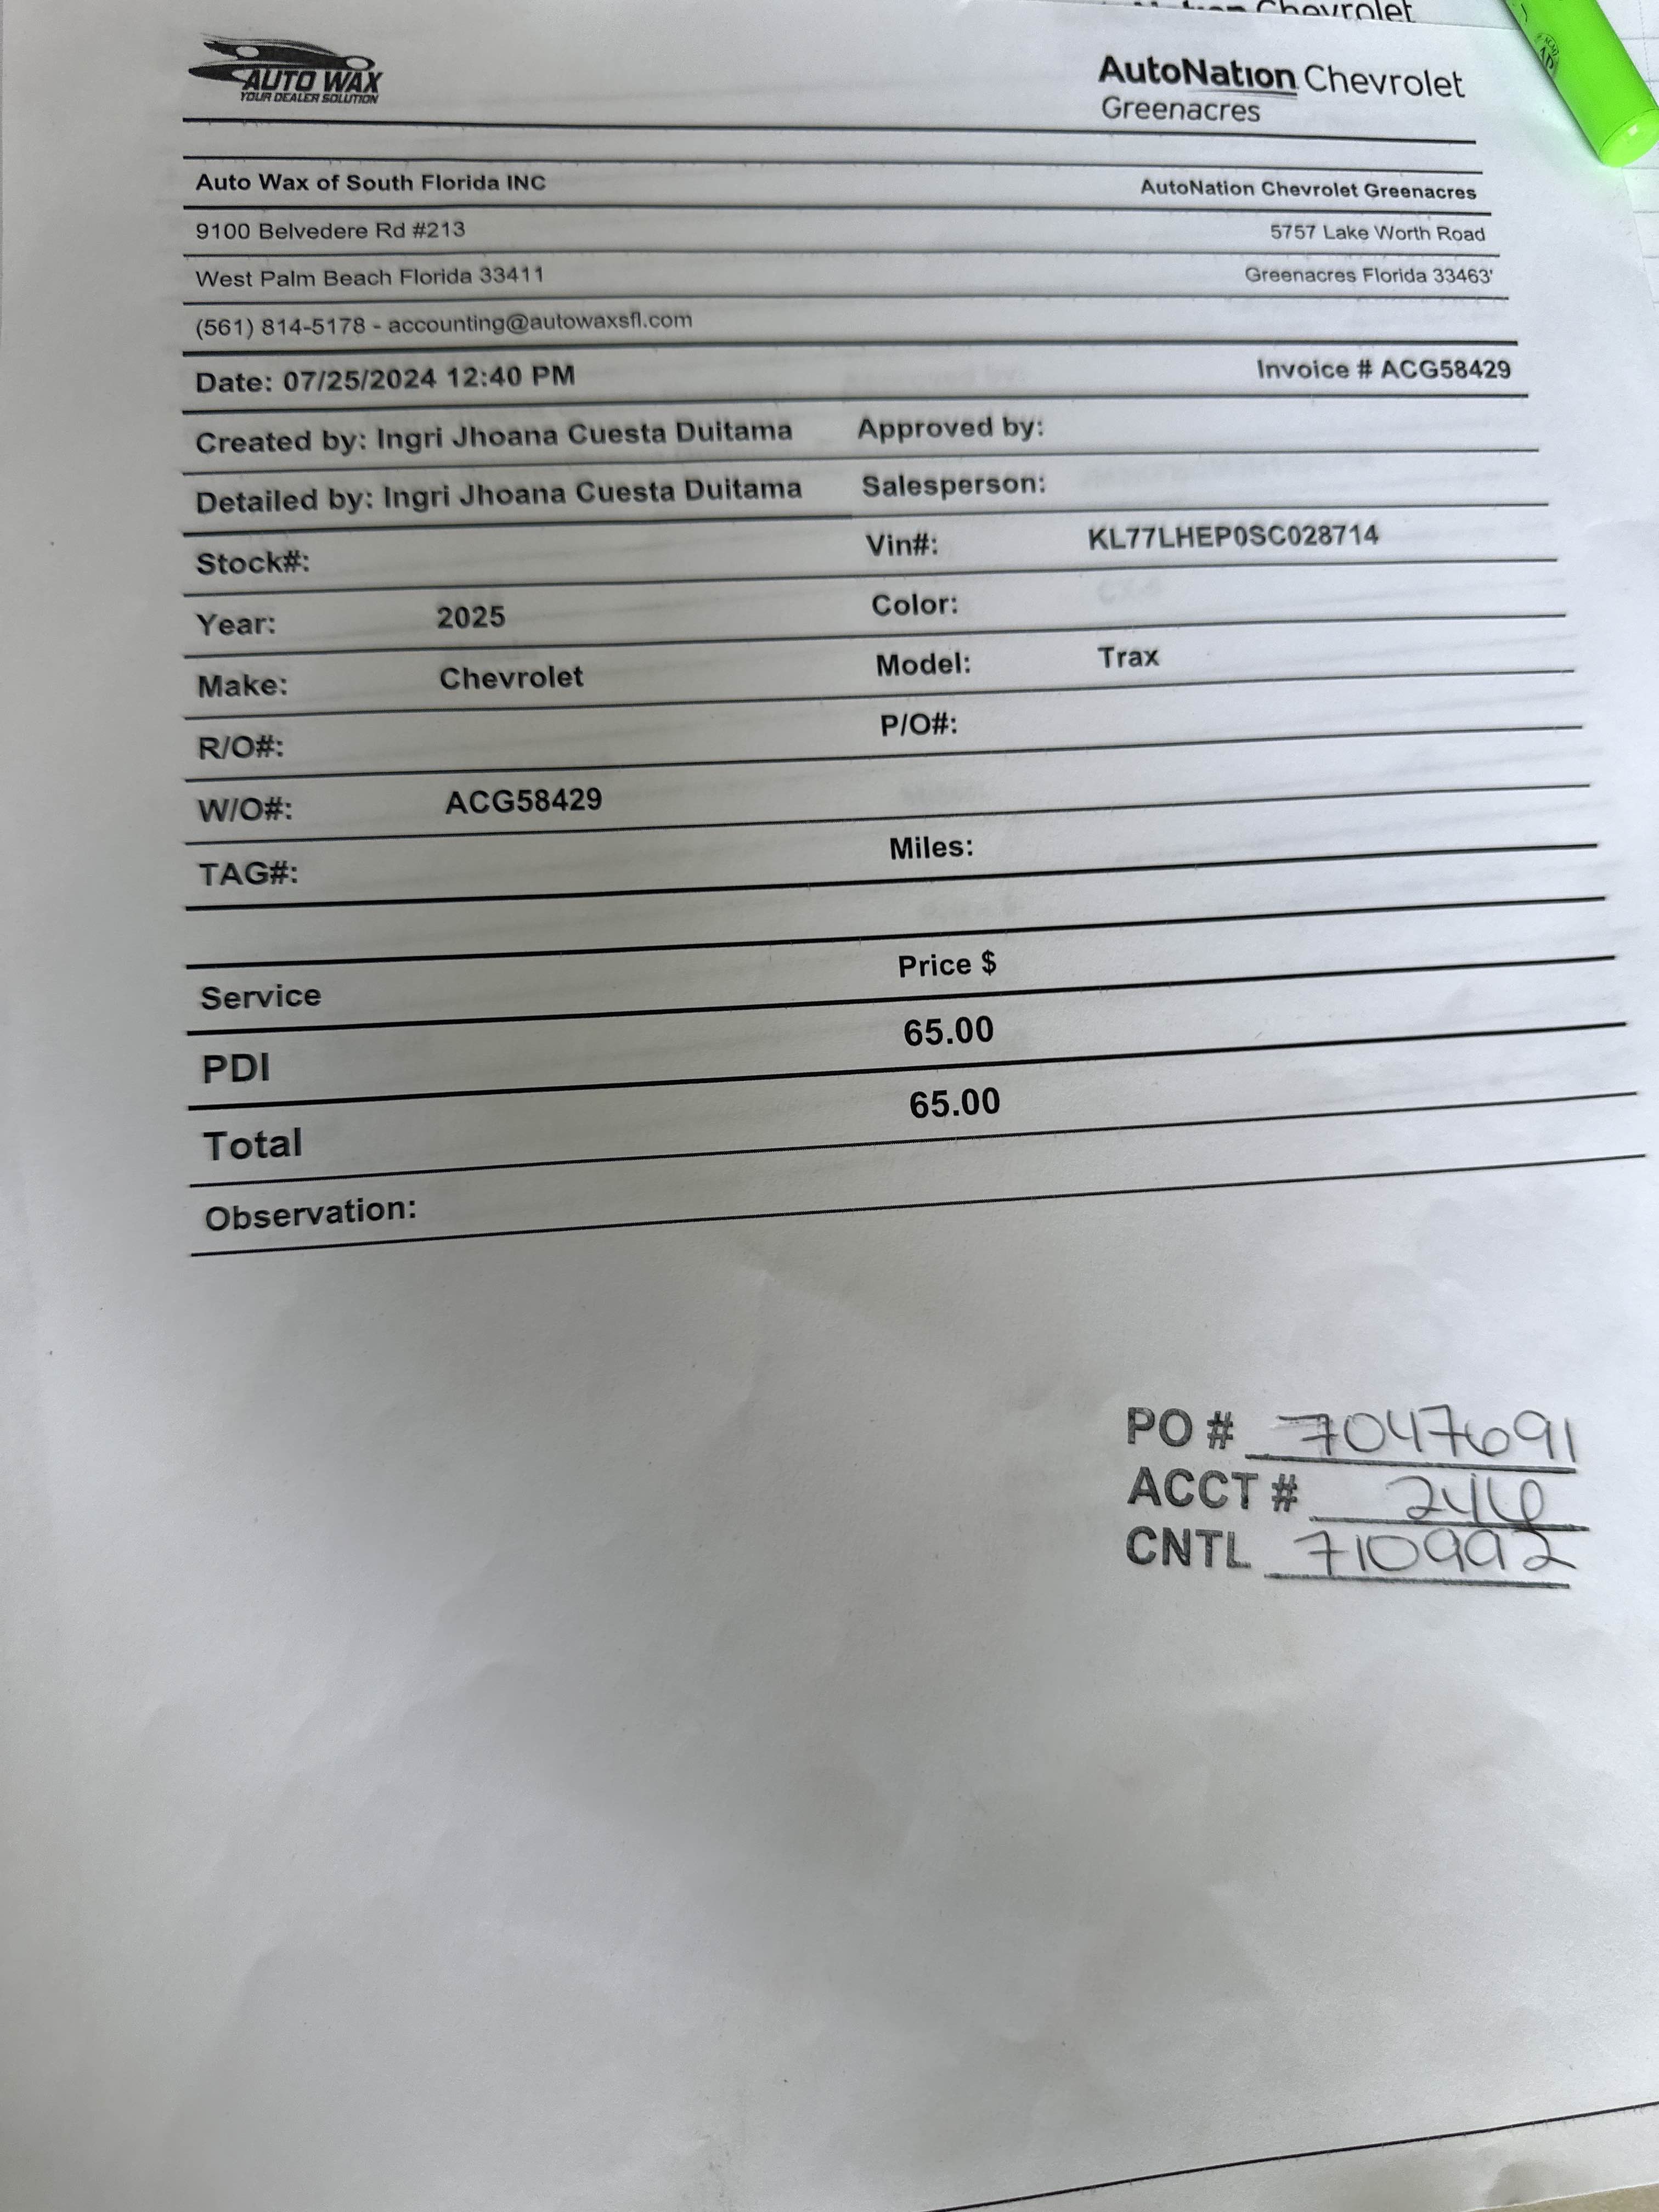 AUTO WAX
YOUR DEALER SOLUTION
AutoNation Chevrolet
Greenacres
Auto Wax of South Florida INC
AutoNation Chevrolet Greenacres
9100 Belvedere Rd #213
5757 Lake Worth Road
West Palm Beach Florida 33411
Greenacres Florida 33463'
(561) 814-5178 - accounting@autowaxsfl.com
Date: 07/25/2024 12:40 PM
Invoice # ACG58429
Created by: Ingri Jhoana Cuesta Duitama Approved by:
Detailed by: Ingri Jhoana Cuesta Duitama Salesperson:
Stock#: Vin#: KL77LHEP0SC028714
Year: 2025 Color:
Make: Chevrolet Model: Trax
R/O#: P/O#:
W/O#: ACG58429
TAG#: Miles:
Service Price $
PDI 65.00
Total 65.00
Observation:
PO # 7047691
ACCT # 246
CNTL 710992